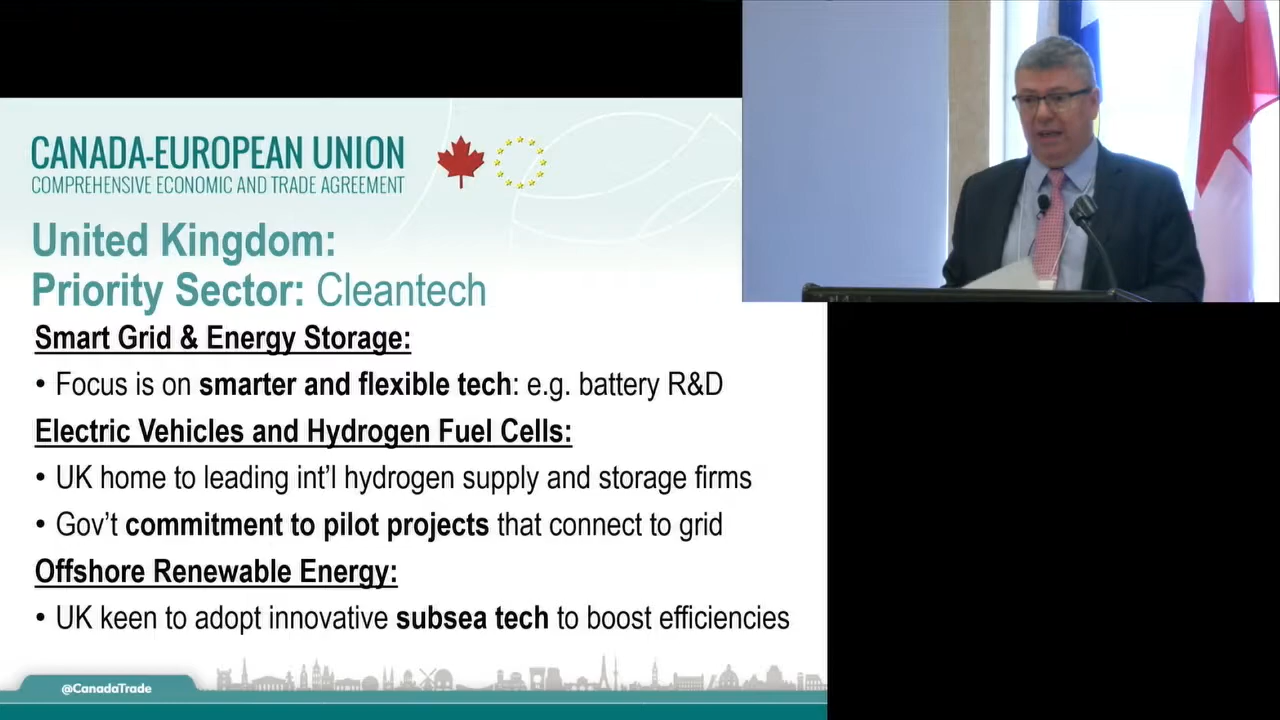 CANADA-EUROPEAN UNION
COMPREHENSIVE ECONOMIC AND TRADE AGREEMENT
United Kingdom:
Priority Sector: Cleantech
Smart Grid & Energy Storage:
• Focus is on smarter and flexible tech: e.g. battery R&D
Electric Vehicles and Hydrogen Fuel Cells:
• UK home to leading int'l hydrogen supply and storage firms
• Gov't commitment to pilot projects that connect to grid
Offshore Renewable Energy:
• UK keen to adopt innovative subsea tech to boost efficiencies
@CanadaTrade